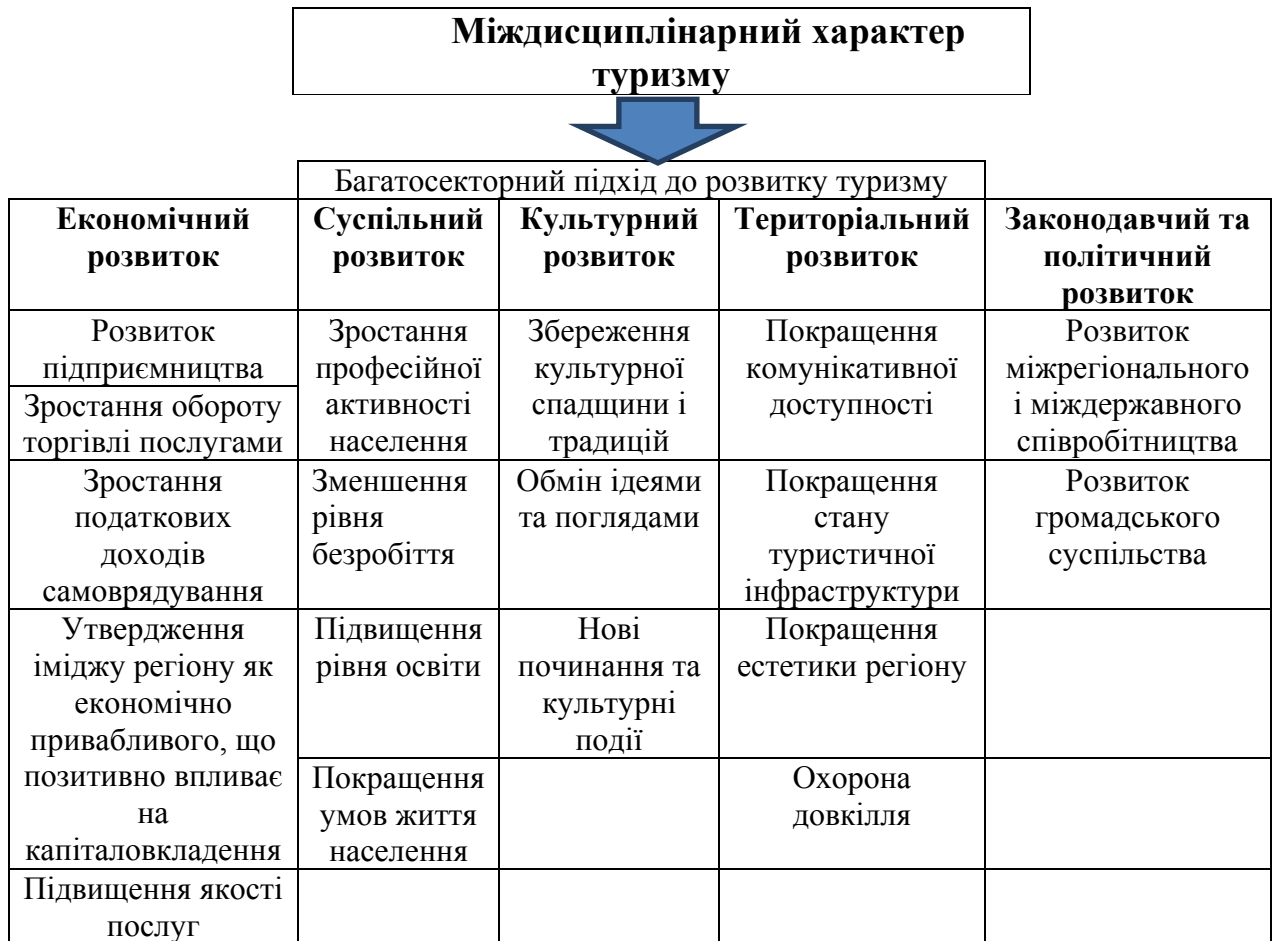 Міждисциплінарний характер
туризму
Багатосекторний підхід до розвитку туризму
Економічний
розвиток
Суспільний
розвиток
Культурний
розвиток
Територіальний
розвиток
Законодавчий та
політичний
розвиток
Розвиток
підприємництва
Зростання обороту
торгівлі послугами
Зростання
професійної
активності
населення
Збереження
культурної
спадщини і
традицій
Покращення
комунікативної
доступності
Розвиток
міжрегіонального
і міждержавного
співробітництва
Зростання
податкових
доходів
самоврядування
Зменшення
рівня
безробіття
Обмін ідеями
та поглядами
Покращення
стану
туристичної
інфраструктури
Розвиток
громадського
суспільства
Утвердження
іміджу регіону як
економічно
привабливого, що
позитивно впливає
на
капіталовкладення
Підвищення
рівня освіти
Нові
починання та
культурні
події
Покращення
естетики регіону
Покращення
умов життя
населення
Охорона
довкілля
Підвищення якості
послуг